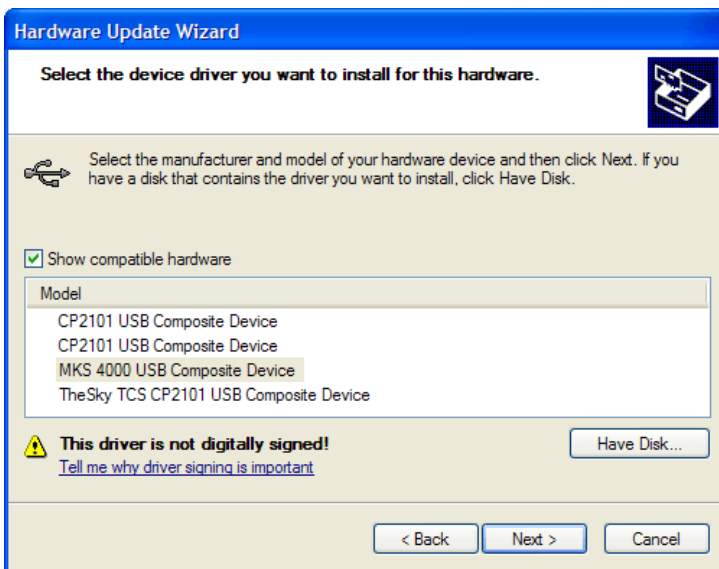 Hardware Update Wizard
Select the device driver you want to install for this hardware.
Select the manufacturer and model of your hardware device and then click Next. If you
have a disk that contains the driver you want to install, click Have Disk.
Show compatible hardware
Model
CP2101 USB Composite Device
CP2101 USB Composite Device
MKS 4000 USB Composite Device
TheSky TCS CP2101 USB Composite Device
This driver is not digitally signed!
Have Disk...
Tell me why driver signing is important
< Back
Next >
Cancel